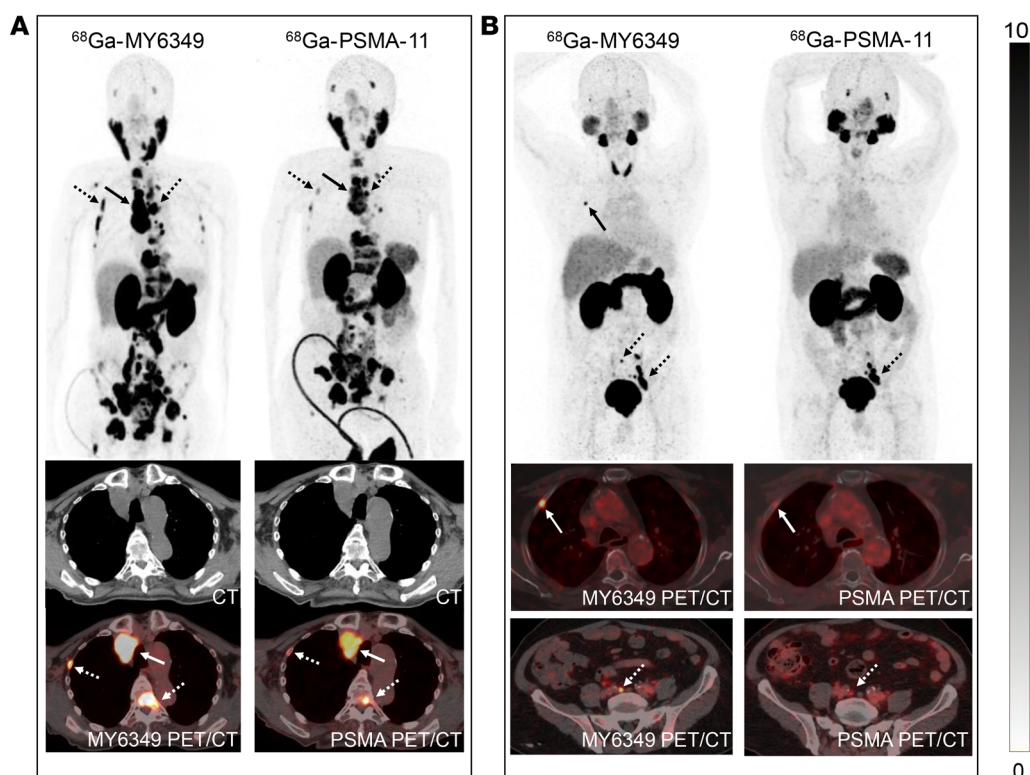 A
68Ga-MY6349
68Ga-PSMA-11
CT
CT
MY6349 PET/CT
PSMA PET/CT
B
68Ga-MY6349
68Ga-PSMA-11
MY6349 PET/CT
PSMA PET/CT
MY6349 PET/CT
PSMA PET/CT
10
0